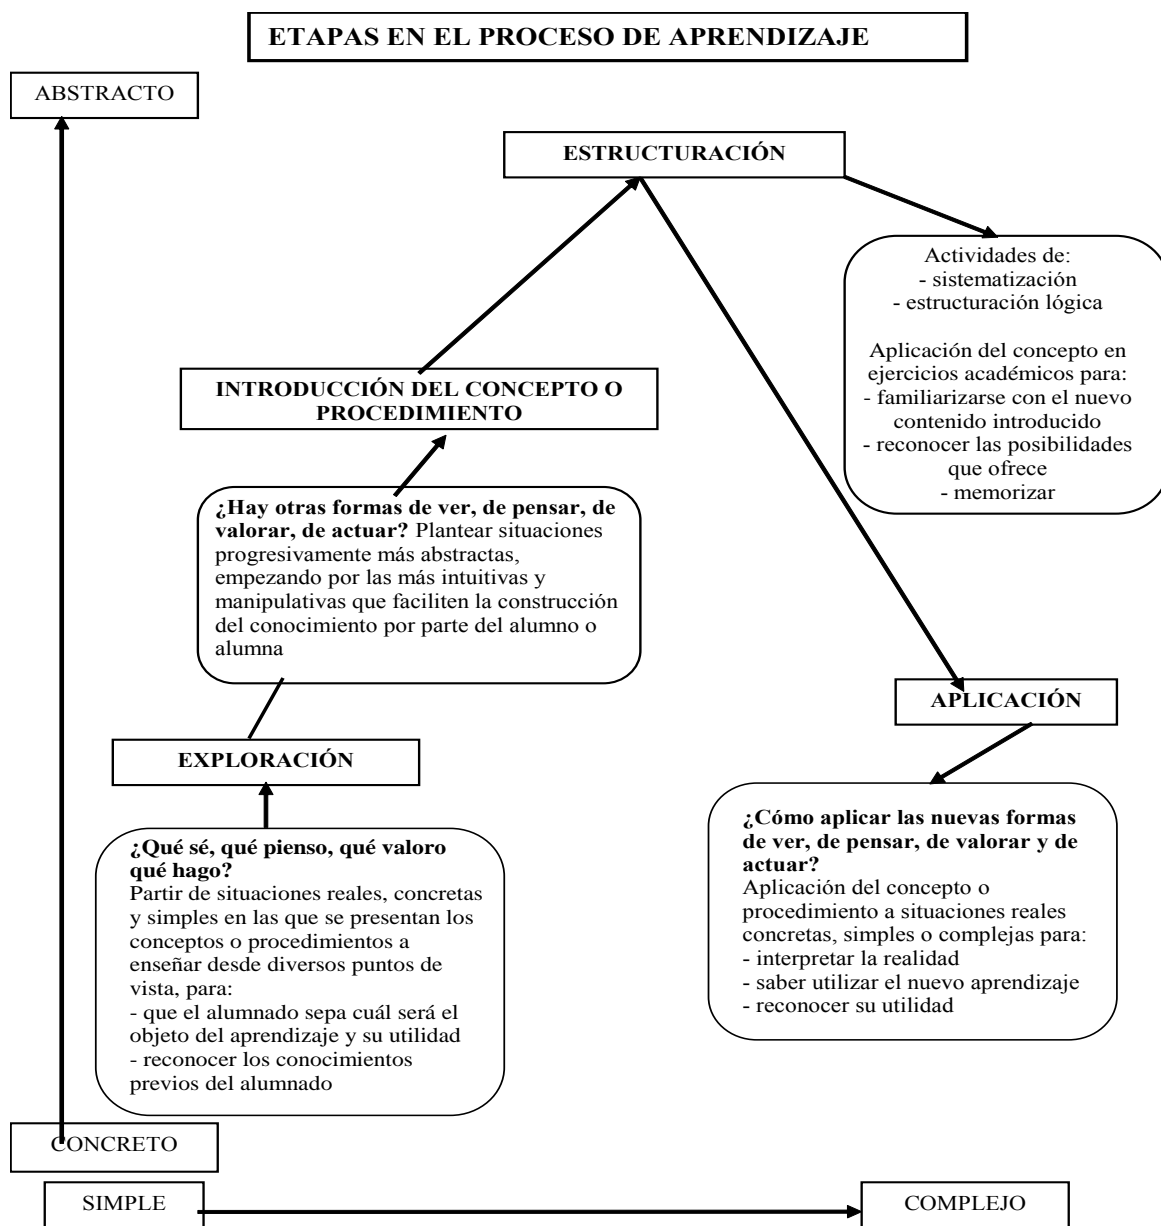 ETAPAS EN EL PROCESO DE APRENDIZAJE
ABSTRACTO
ESTRUCTURACIÓN
Actividades de:
- sistematización
- estructuración lógica
Aplicación del concepto en
ejercicios académicos para:
- familiarizarse con el nuevo
contenido introducido
- reconocer las posibilidades
que ofrece
- memorizar
INTRODUCCIÓN DEL CONCEPTO O
PROCEDIMIENTO
¿Hay otras formas de ver, de pensar, de
valorar, de actuar? Plantear situaciones
progresivamente más abstractas,
empezando por las más intuitivas y
manipulativas que faciliten la construcción
del conocimiento por parte del alumno o
alumna
APLICACIÓN
EXPLORACIÓN
¿Qué sé, qué pienso, qué valoro
qué hago?
Partir de situaciones reales, concretas
y simples en las que se presentan los
conceptos o procedimientos a
enseñar desde diversos puntos de
vista, para:
- que el alumnado sepa cuál será el
objeto del aprendizaje y su utilidad
- reconocer los conocimientos
previos del alumnado
¿Cómo aplicar las nuevas formas
de ver, de pensar, de valorar y de
actuar?
Aplicación del concepto o
procedimiento a situaciones reales
concretas, simples o complejas para:
- interpretar la realidad
- saber utilizar el nuevo aprendizaje
- reconocer su utilidad
CONCRETO
SIMPLE
COMPLEJO